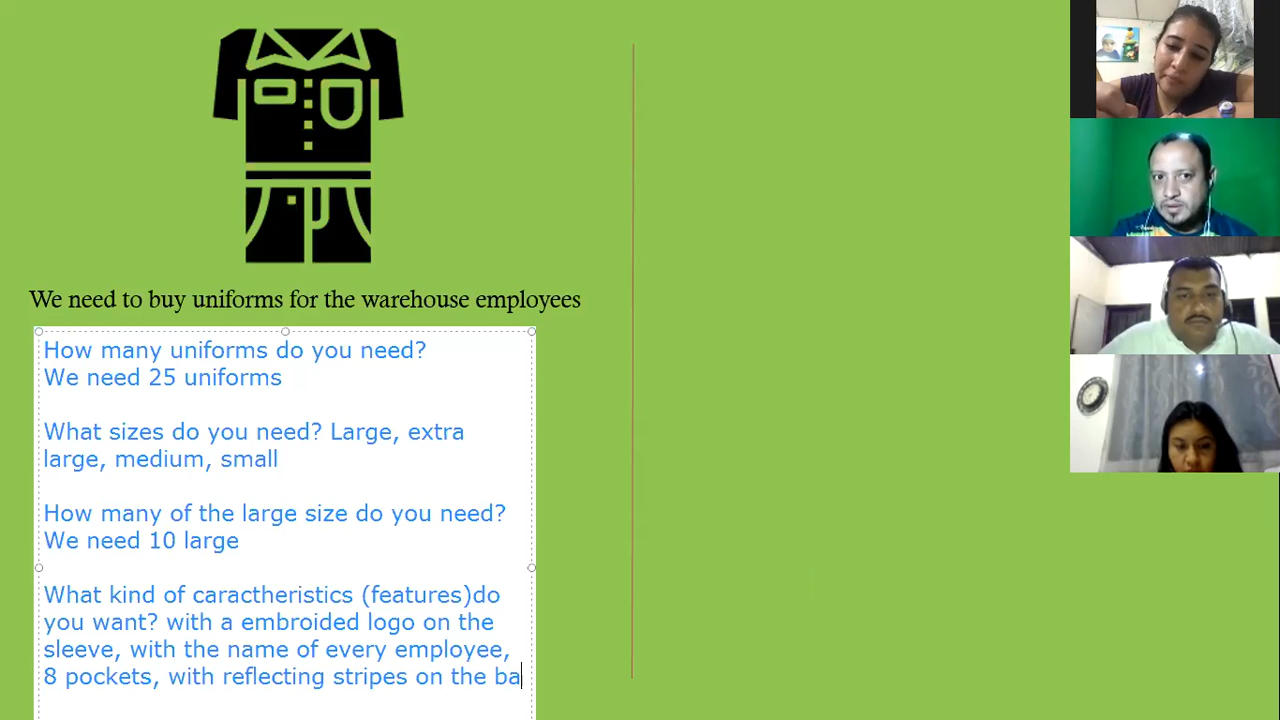 We need to buy uniforms for the warehouse employees
How many uniforms do you need?
We need 25 uniforms
What sizes do you need? Large, extra
large, medium, small
How many of the large size do you need?
We need 10 large
What kind of caractheristics (features)do
you want? with a embroided logo on the
sleeve, with the name of every employee,
8 pockets, with reflecting stripes on the ba